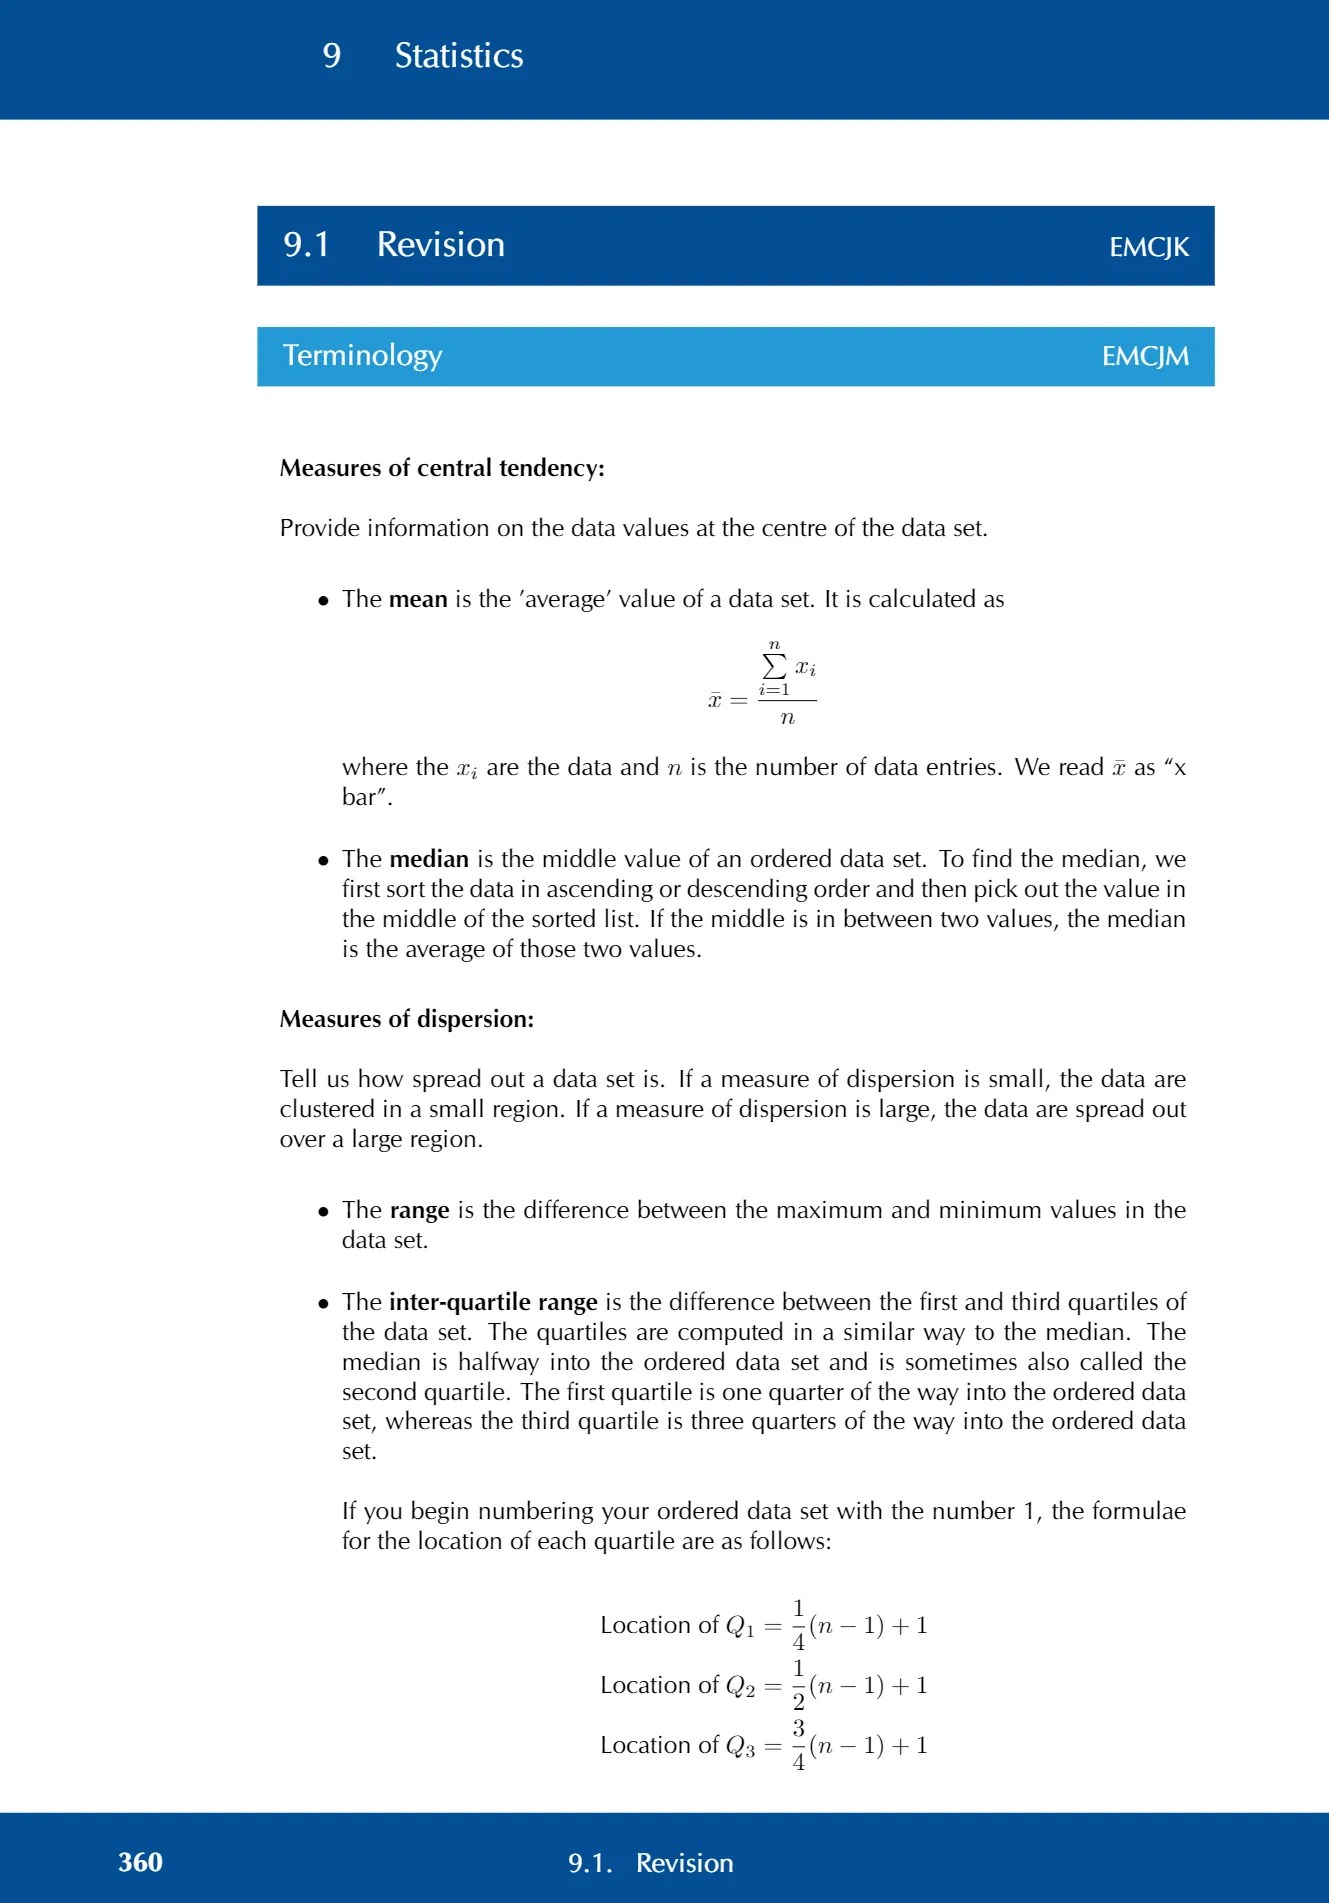 9 Statistics
9.1 Revision EMCJK
Terminology EMCJM
Measures of central tendency:
Provide information on the data values at the centre of the data set.
• The mean is the ’average’ value of a data set. It is calculated as
x̄ = \frac{\sum_{i=1}^{n} x_i}{n}
where the x_i are the data and n is the number of data entries. We read x̄ as “x
bar”.
• The median is the middle value of an ordered data set. To find the median, we
first sort the data in ascending or descending order and then pick out the value in
the middle of the sorted list. If the middle is in between two values, the median
is the average of those two values.
Measures of dispersion:
Tell us how spread out a data set is. If a measure of dispersion is small, the data are
clustered in a small region. If a measure of dispersion is large, the data are spread out
over a large region.
• The range is the difference between the maximum and minimum values in the
data set.
• The inter-quartile range is the difference between the first and third quartiles of
the data set. The quartiles are computed in a similar way to the median. The
median is halfway into the ordered data set and is sometimes also called the
second quartile. The first quartile is one quarter of the way into the ordered data
set, whereas the third quartile is three quarters of the way into the ordered data
set.
If you begin numbering your ordered data set with the number 1, the formulae
for the location of each quartile are as follows:
Location of Q_1 = \frac{1}{4}(n − 1) + 1
Location of Q_2 = \frac{1}{2}(n − 1) + 1
Location of Q_3 = \frac{3}{4}(n − 1) + 1
360 9.1. Revision